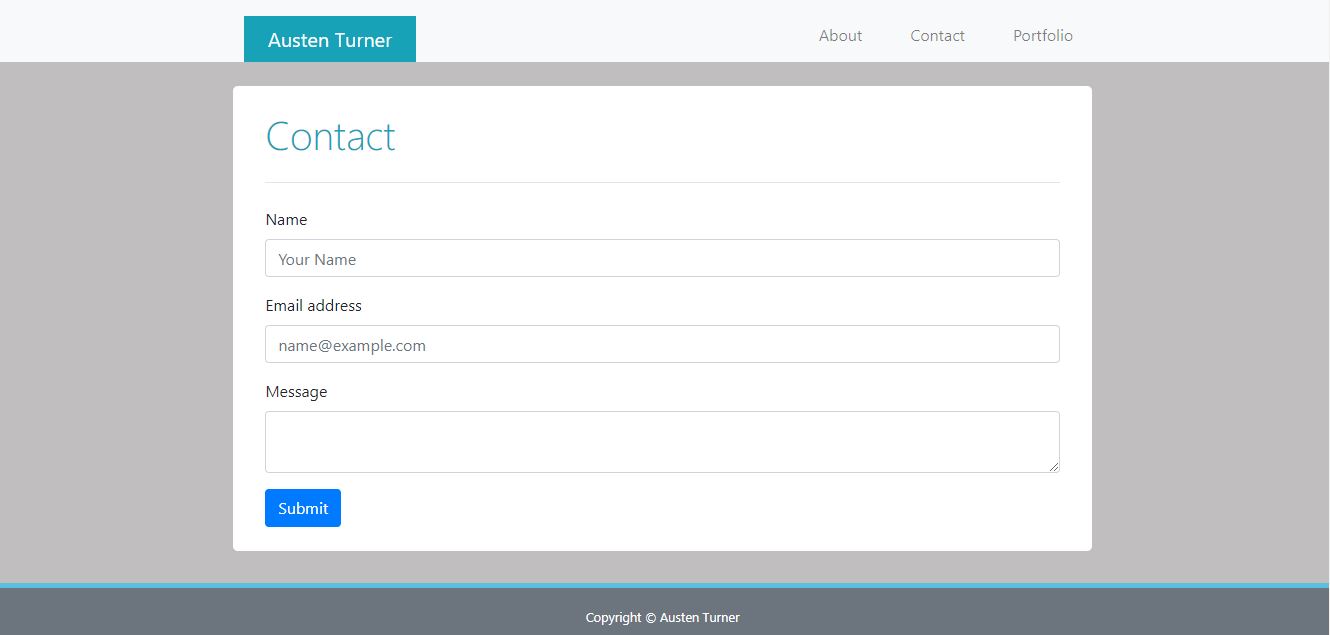 Austen Turner
About Contact Portfolio
Contact
Name
Your Name
Email address
name@example.com
Message
Submit
Copyright © Austen Turner